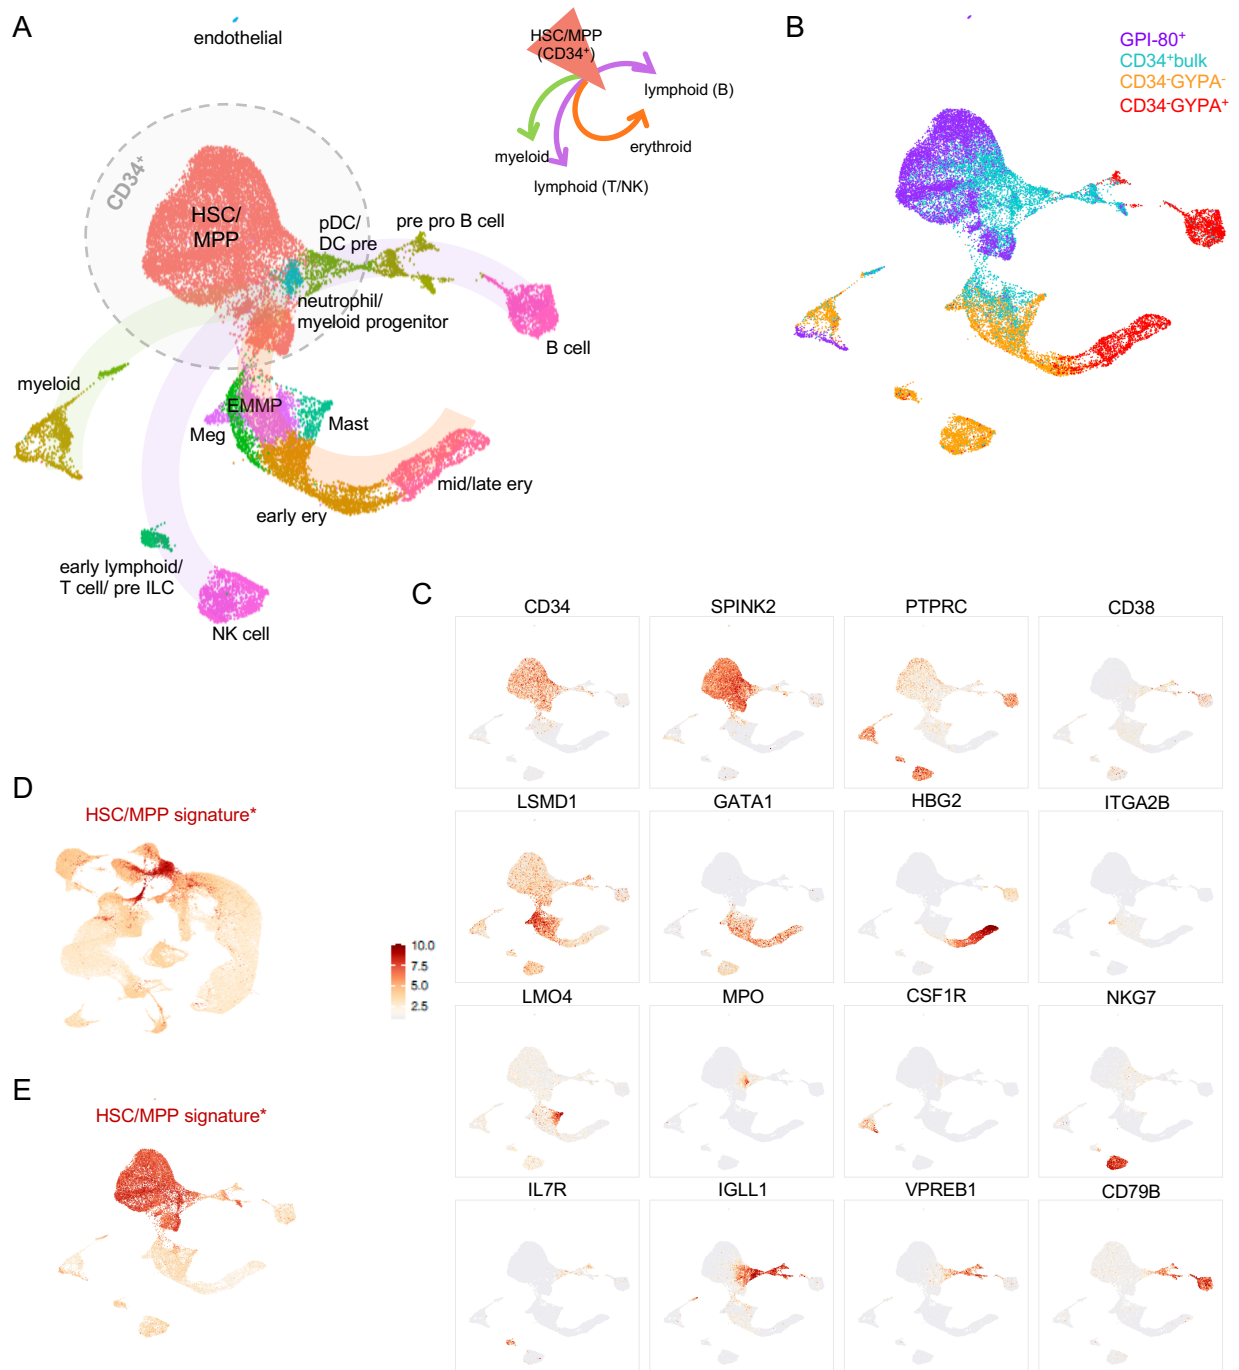 A
endothelial
HSC/MPP
(CD34+)
lymphoid (B)
erythroid
myeloid
lymphoid (T/NK)
CD34+
HSC/
MPP
pDC/
DC pre
pre pro B cell
neutrophil/
myeloid progenitor
B cell
myeloid
EMMP
Meg
Mast
mid/late ery
early ery
early lymphoid/
T cell/ pre ILC
NK cell
B
GPI-80+
CD34+bulk
CD34-GYPA-
CD34-GYPA+
C
CD34
SPINK2
PTPRC
CD38
LSMD1
GATA1
HBG2
ITGA2B
LMO4
MPO
CSF1R
NKG7
IL7R
IGLL1
VPREB1
CD79B
D
HSC/MPP signature*
10.0
7.5
5.0
2.5
E
HSC/MPP signature*